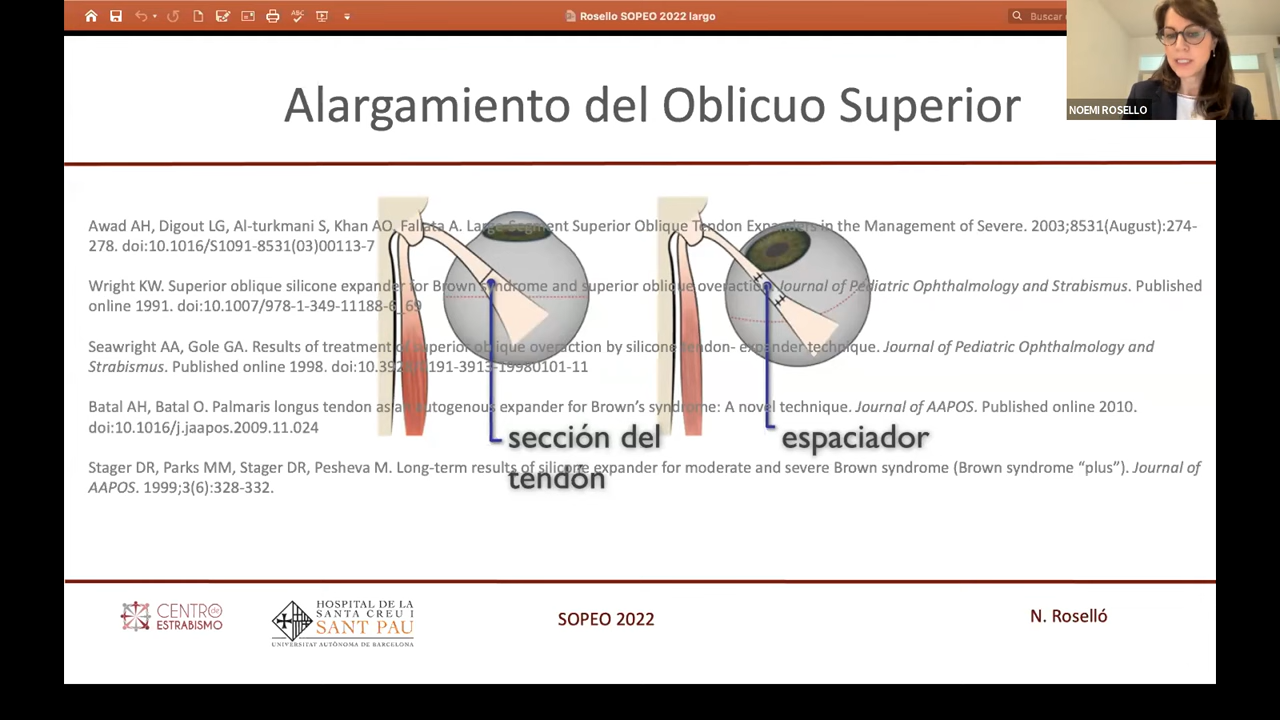 ABC
Rosello SOPEO 2022 largo
Buscar
NOEMI ROSELLO
Alargamiento del Oblicuo Superior
Awad AH, Digout LG, Al-turkmani S, Khan AO, Fallata A. Large-Segment Superior Oblique Tendon Expanders in the Management of Severe. 2003;8531(August):274-
278. doi:10.1016/S1091-8531(03)00113-7
Wright KW. Superior oblique silicone expander for Brown syndrome and superior oblique overaction. Journal of Pediatric Ophthalmology and Strabismus. Published
online 1991. doi:10.1007/978-1-349-11188-6_69
Seawright AA, Gole GA. Results of treatment of superior oblique overaction by silicone tendon- expander technique. Journal of Pediatric Ophthalmology and
Strabismus. Published online 1998. 
Batal AH, Batal O. Palmaris longus tendon as an autogenous expander for Brown's syndrome: A novel technique. Journal of AAPOS. Published online 2010.
doi:10.1016/j.jaapos.2009.11.024
sección del
tendón
espaciador
Stager DR, Parks MM, Stager DR, Pesheva M. Long-term results of silicone expander for moderate and severe Brown syndrome (Brown syndrome “plus”). Journal of
AAPOS. 1999;3(6):328-332.
CENTRO de
ESTRABISMO
HOSPITAL DE LA
SANTA CREU I
SANT PAU
UNIVERSITAT AUTÒNOMA DE BARCELONA
SOPEO 2022
N. Roselló